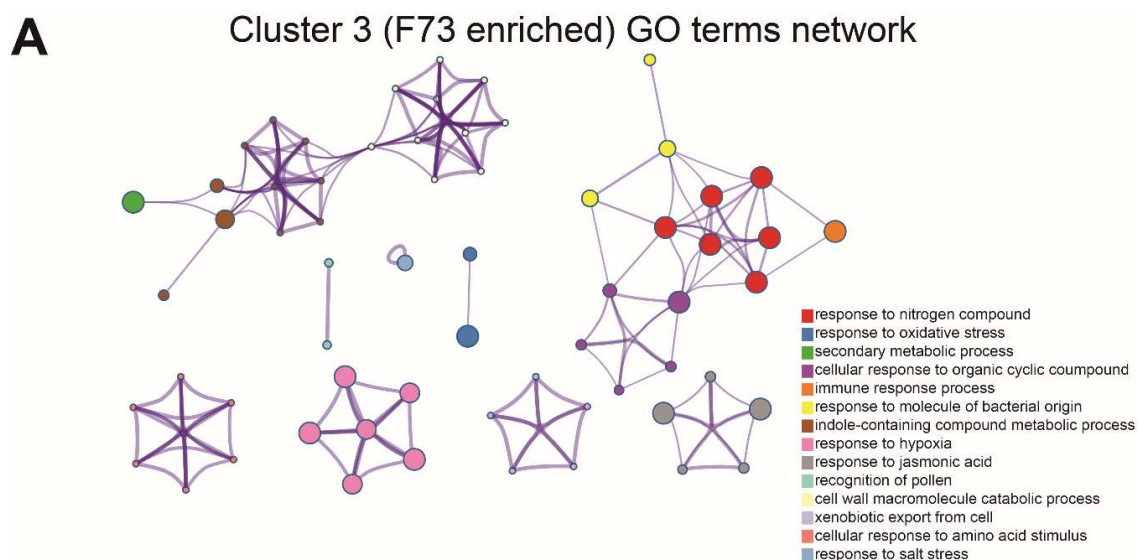 A
Cluster 3 (F73 enriched) GO terms network
response to nitrogen compound
response to oxidative stress
secondary metabolic process
cellular response to organic cyclic coumpound
immune response process
response to molecule of bacterial origin
indole-containing compound metabolic process
response to hypoxia
response to jasmonic acid
recognition of pollen
cell wall macromolecule catabolic process
xenobiotic export from cell
cellular response to amino acid stimulus
response to salt stress